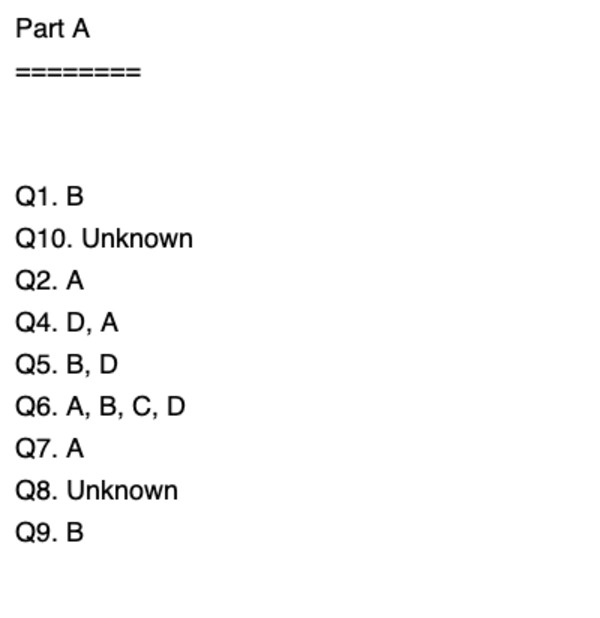 Part A
========
Q1. B
Q10. Unknown
Q2. A
Q4. D, A
Q5. B, D
Q6. A, B, C, D
Q7. A
Q8. Unknown
Q9. B